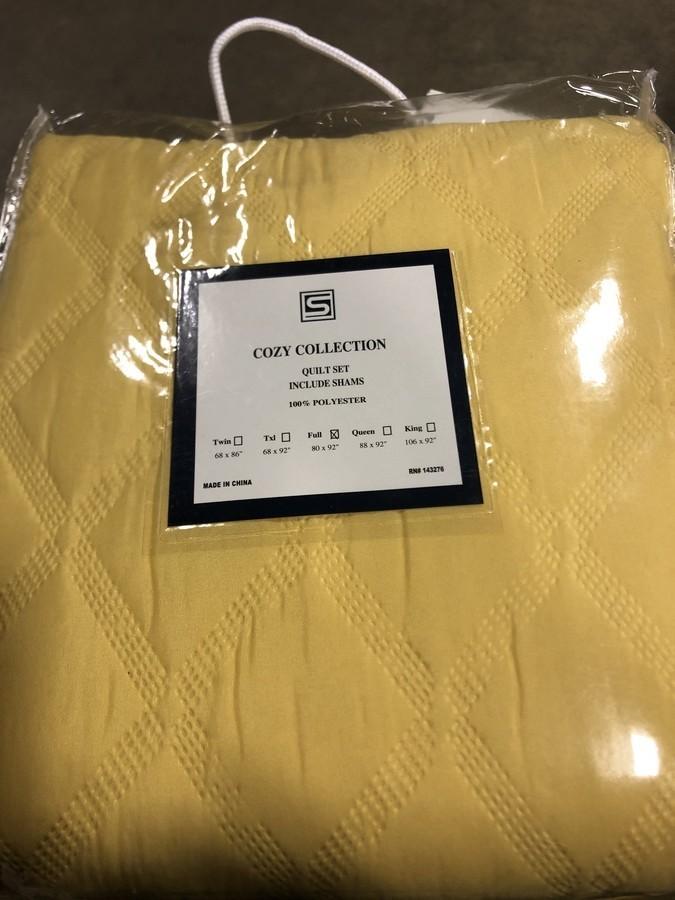 S
COZY COLLECTION
QUILT SET
INCLUDE SHAMS
100% POLYESTER
Twin ☐ Txl ☐ Full ☒ Queen ☐ King ☐
68 x 86" 68 x 92" 80 x 92" 88 x 92" 106 x 92"
MADE IN CHINA RN# 143276